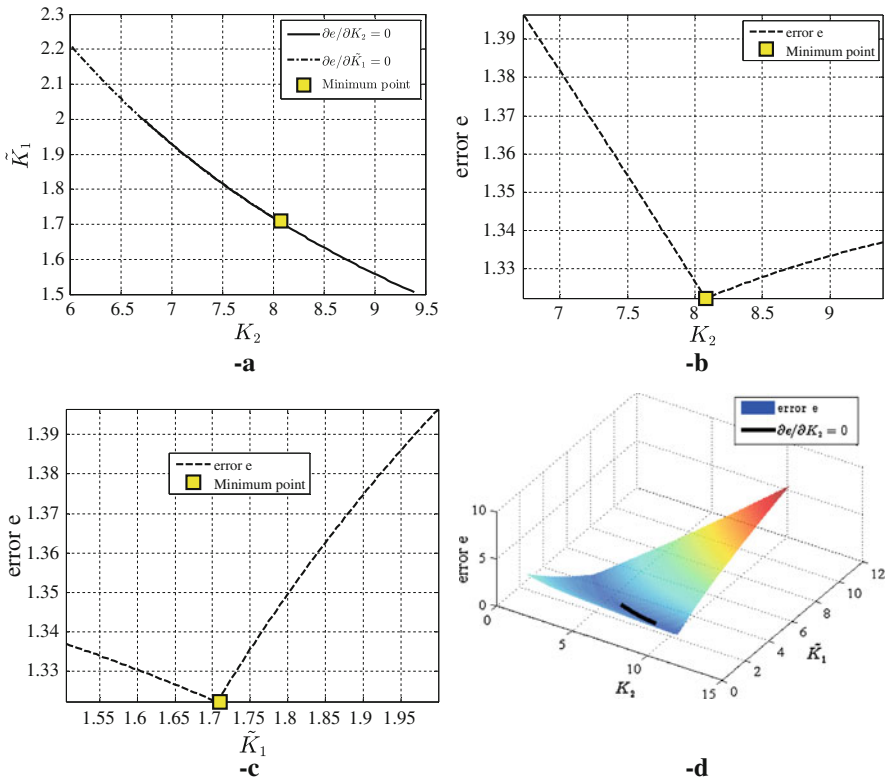 2.3
2.2
2.1
2
1.9
1.8
1.7
1.6
1.5
K̃₁
∂e/∂K₂ = 0
∂e/∂K̃₁ = 0
Minimum point
6 6.5 7 7.5 8 8.5 9 9.5
K₂
-a
1.39
1.38
1.37
1.36
1.35
1.34
1.33
error e
error e
Minimum point
7 7.5 8 8.5 9
K₂
-b
1.39
1.38
1.37
1.36
1.35
1.34
1.33
error e
error e
Minimum point
1.55 1.6 1.65 1.7 1.75 1.8 1.85 1.9 1.95
K̃₁
-c
error e
∂e/∂K₂ = 0
10
5
0
error e
0
5
10
15
K₂
0
2
4
6
8
10
12
K̃₁
-d